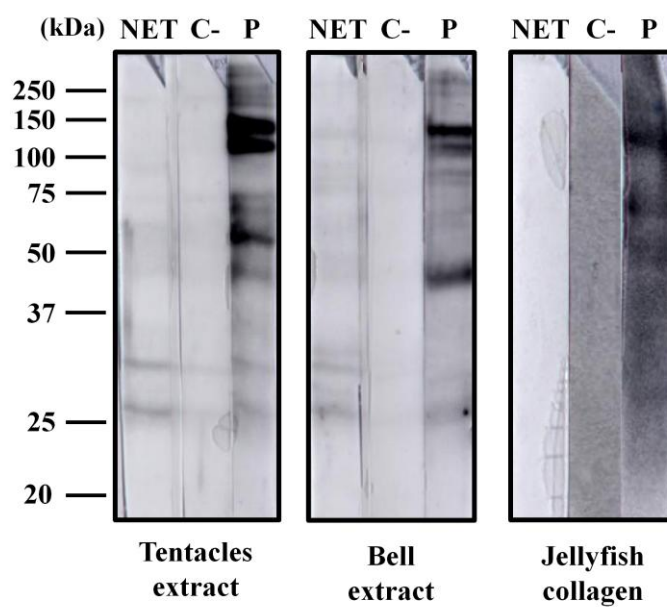 (kDa) NET C- P NET C- P NET C- P
250
150
100
75
50
37
25
20
Tentacles extract
Bell extract
Jellyfish collagen